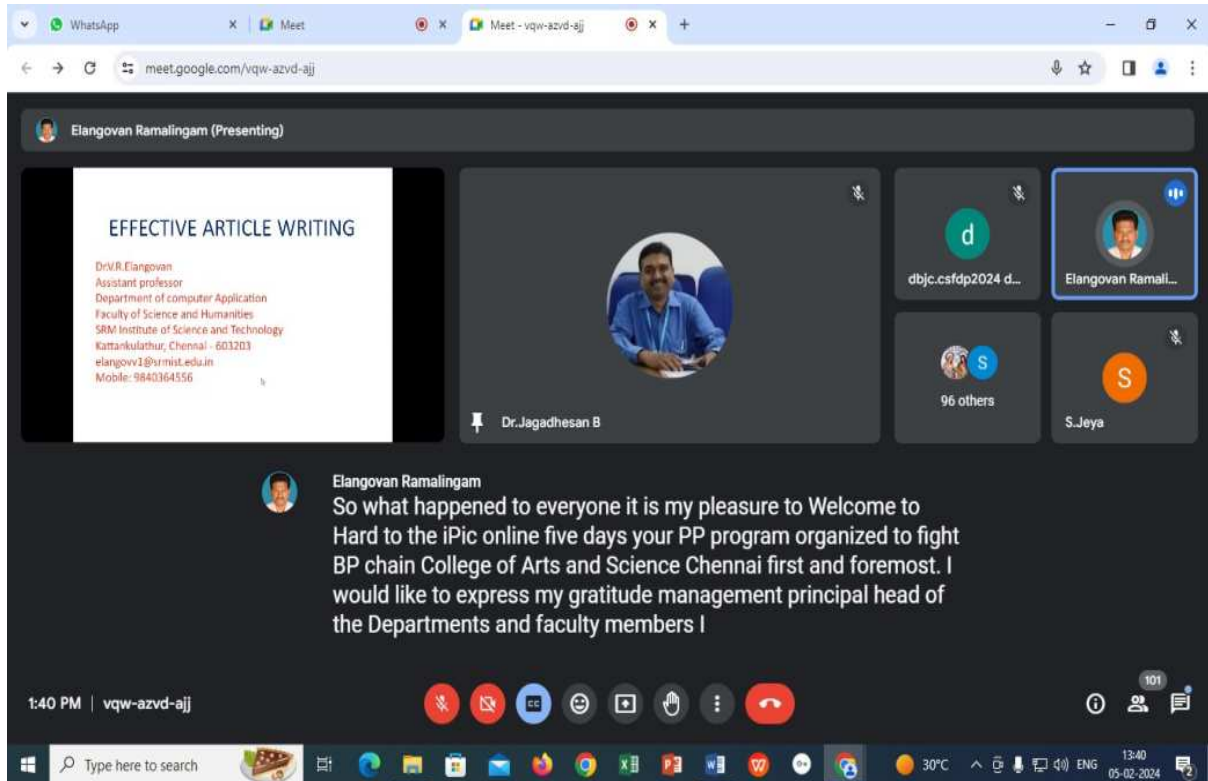 WhatsApp
Meet
Meet - vqw-azvd-ajj
meet.google.com/vqw-azvd-ajj
Elangovan Ramalingam (Presenting)
EFFECTIVE ARTICLE WRITING
Dr.V.R.Elangovan
Assistant professor
Department of computer Application
Faculty of Science and Humanities
SRM Institute of Science and Technology
Kattankulathur, Chennai - 603203
elangovv1@srmist.edu.in
Mobile: 9840364556
Dr.Jagadhesan B
d
dbjc.csfdp2024 d...
Elangovan Ramali...
S
96 others
S
S.Jeya
Elangovan Ramalingam
So what happened to everyone it is my pleasure to Welcome to
Hard to the iPic online five days your PP program organized to fight
BP chain College of Arts and Science Chennai first and foremost. I
would like to express my gratitude management principal head of
the Departments and faculty members I
1:40 PM | vqw-azvd-ajj
101
Type here to search
30°C
ENG
13:40
05-02-2024